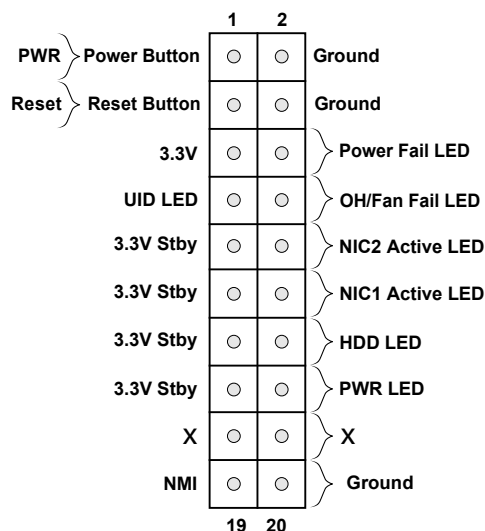 1 2
PWR Power Button Ground
Reset Reset Button Ground
3.3V Power Fail LED
UID LED OH/Fan Fail LED
3.3V Stby NIC2 Active LED
3.3V Stby NIC1 Active LED
3.3V Stby HDD LED
3.3V Stby PWR LED
X X
NMI Ground
19 20